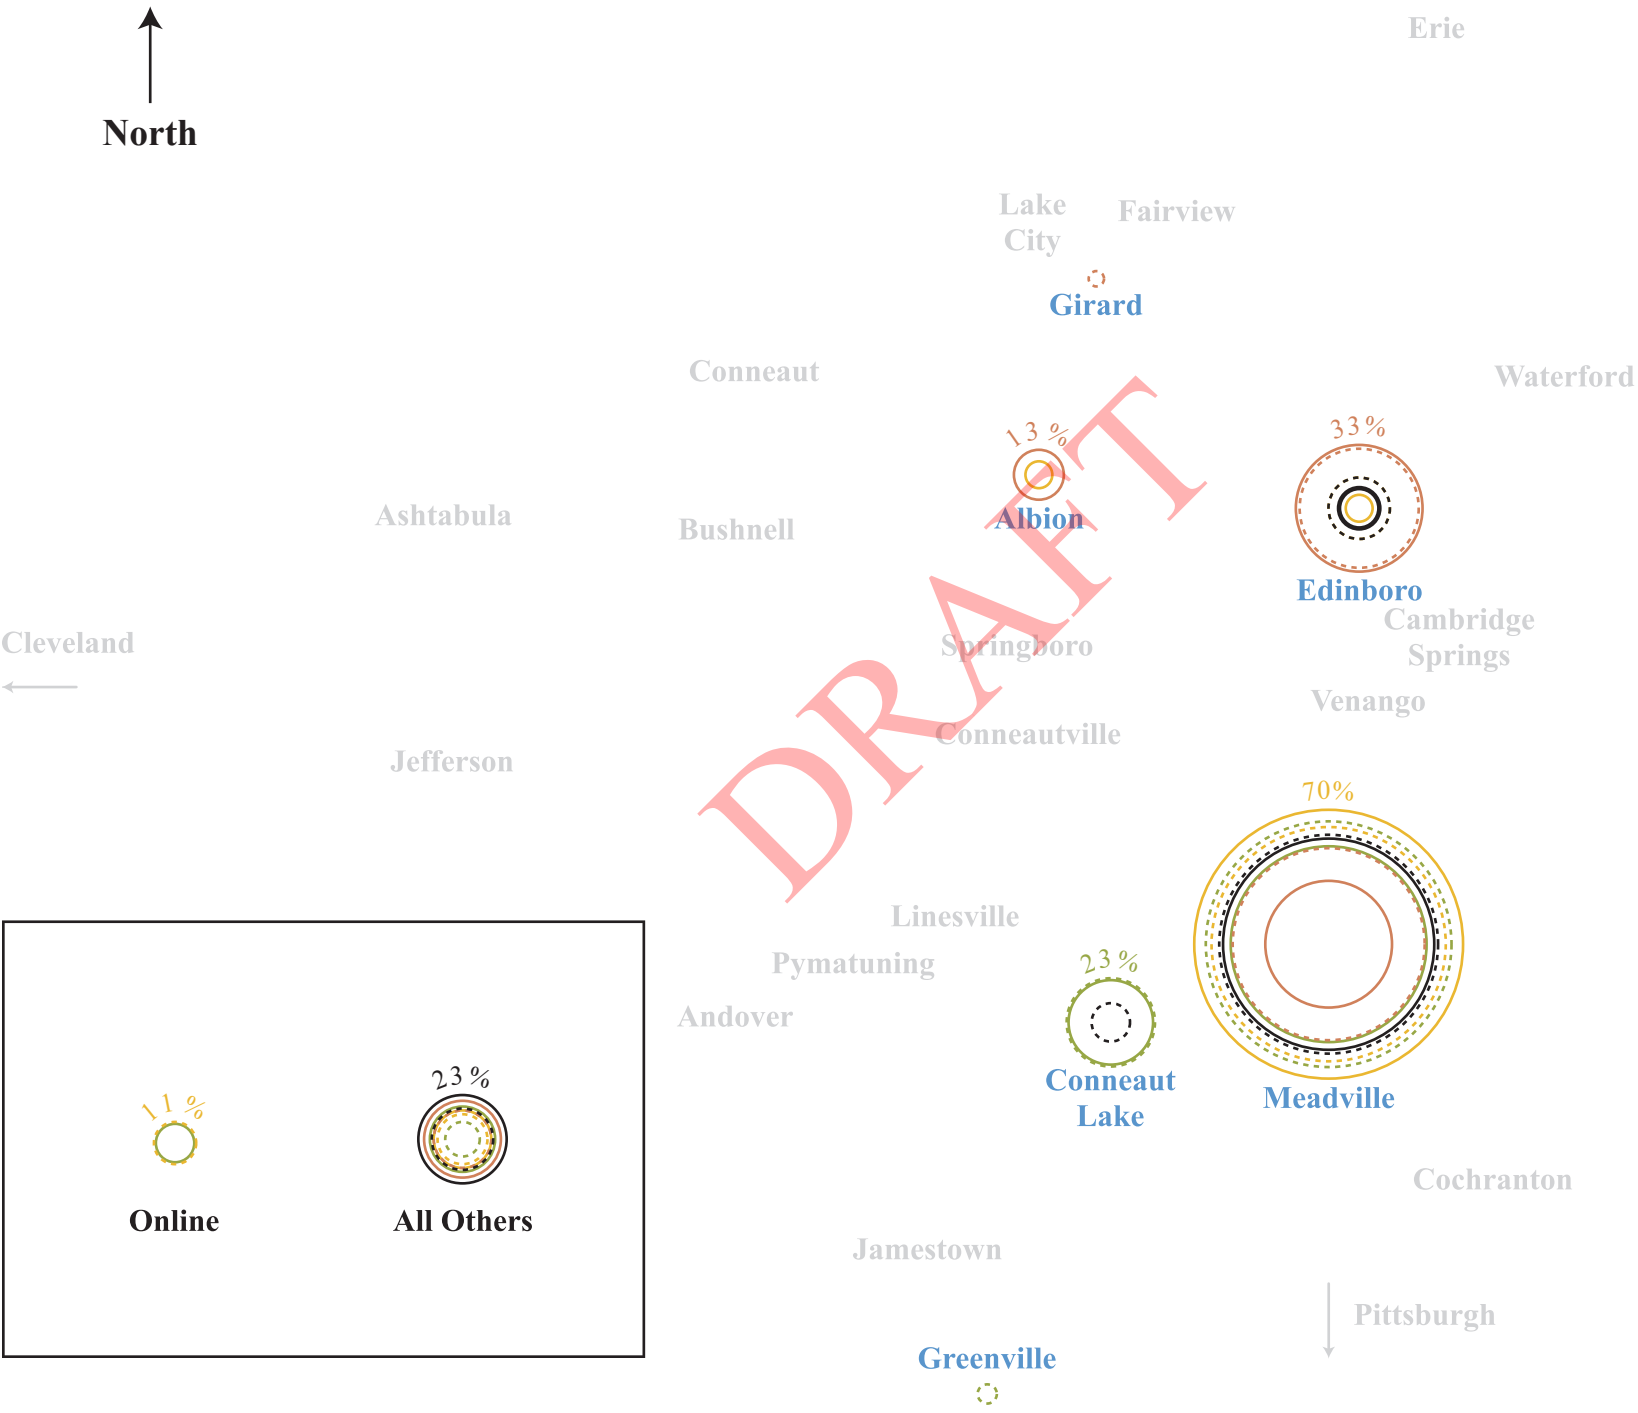 Erie
North
Lake
City
Fairview
Girard
Conneaut
Waterford
13%
33%
Ashtabula
Bushnell
Albion
Edinboro
Cambridge
Springs
Cleveland
Springboro
Venango
Conneautville
Jefferson
DRAFT
70%
Linesville
Pymatuning
23%
Andover
Conneaut
Lake
Meadville
11%
23%
Online
All Others
Cochranton
Jamestown
Pittsburgh
Greenville